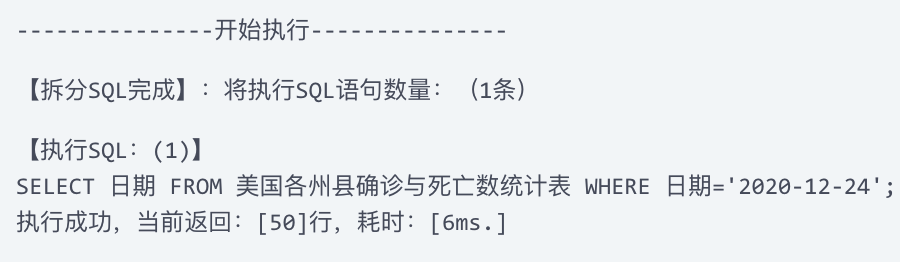 ---------------开始执行---------------
【拆分SQL完成】：将执行SQL语句数量：（1条）
【执行SQL：(1)】
SELECT 日期 FROM 美国各州县确诊与死亡数统计表 WHERE 日期='2020-12-24';
执行成功，当前返回：[50]行，耗时：[6ms.]